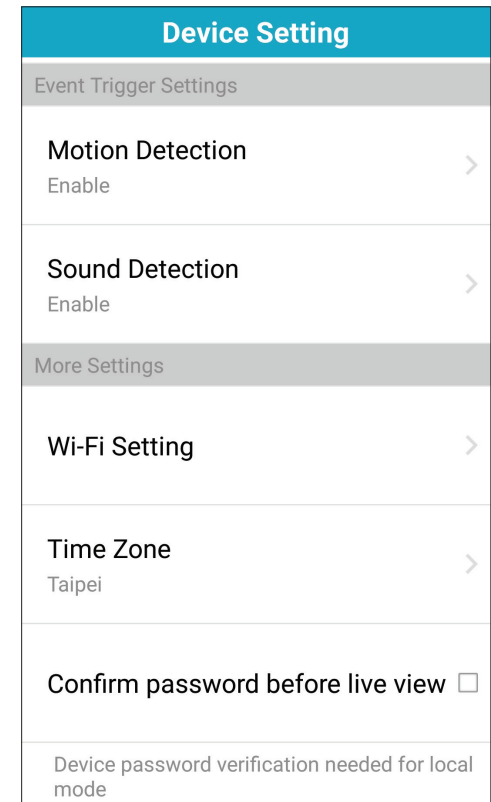 Device Setting
Event Trigger Settings
Motion Detection
Enable
Sound Detection
Enable
More Settings
Wi-Fi Setting
Time Zone
Taipei
Confirm password before live view
Device password verification needed for local
mode